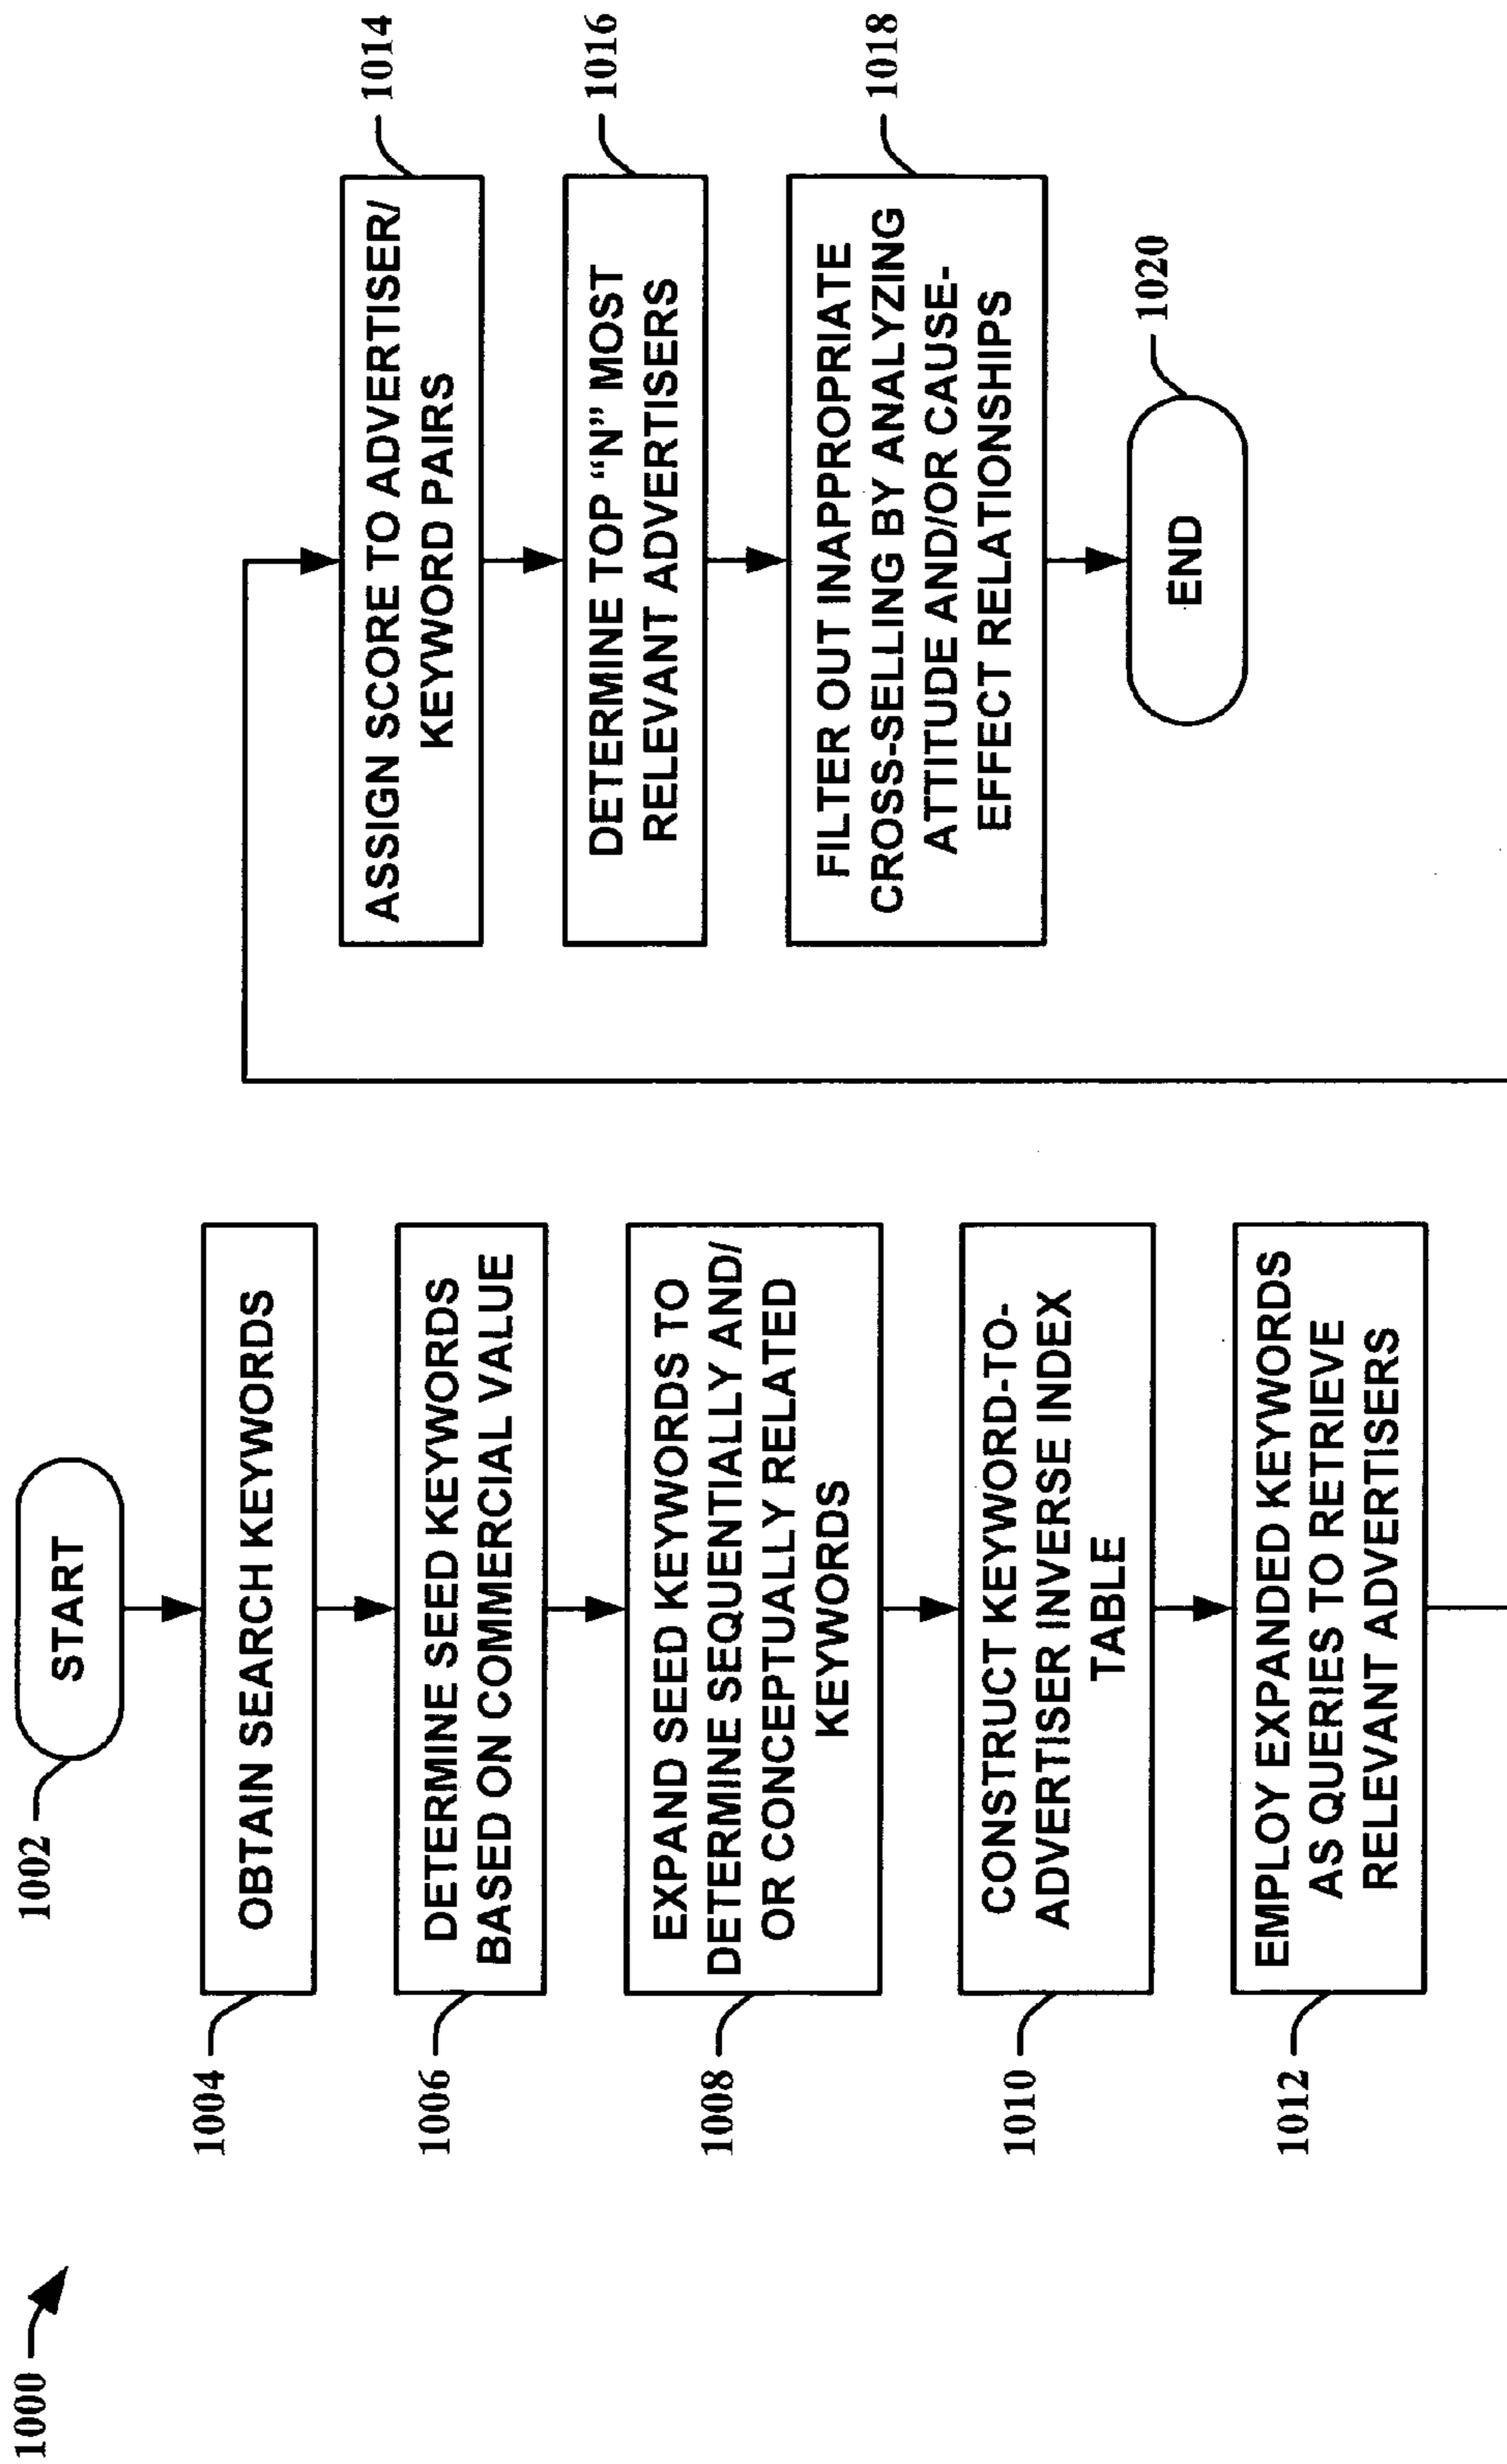 1000
1002
START
1004
OBTAIN SEARCH KEYWORDS
1006
DETERMINE SEED KEYWORDS
BASED ON COMMERCIAL VALUE
1008
EXPAND SEED KEYWORDS TO
DETERMINE SEQUENTIALLY AND/
OR CONCEPTUALLY RELATED
KEYWORDS
1010
CONSTRUCT KEYWORD-TO-
ADVERTISER INVERSE INDEX
TABLE
1012
EMPLOY EXPANDED KEYWORDS
AS QUERIES TO RETRIEVE
RELEVANT ADVERTISERS
1014
ASSIGN SCORE TO ADVERTISER/
KEYWORD PAIRS
1016
DETERMINE TOP “N” MOST
RELEVANT ADVERTISERS
1018
FILTER OUT INAPPROPRIATE
CROSS-SELLING BY ANALYZING
ATTITUDE AND/OR CAUSE-
EFFECT RELATIONSHIPS
1020
END